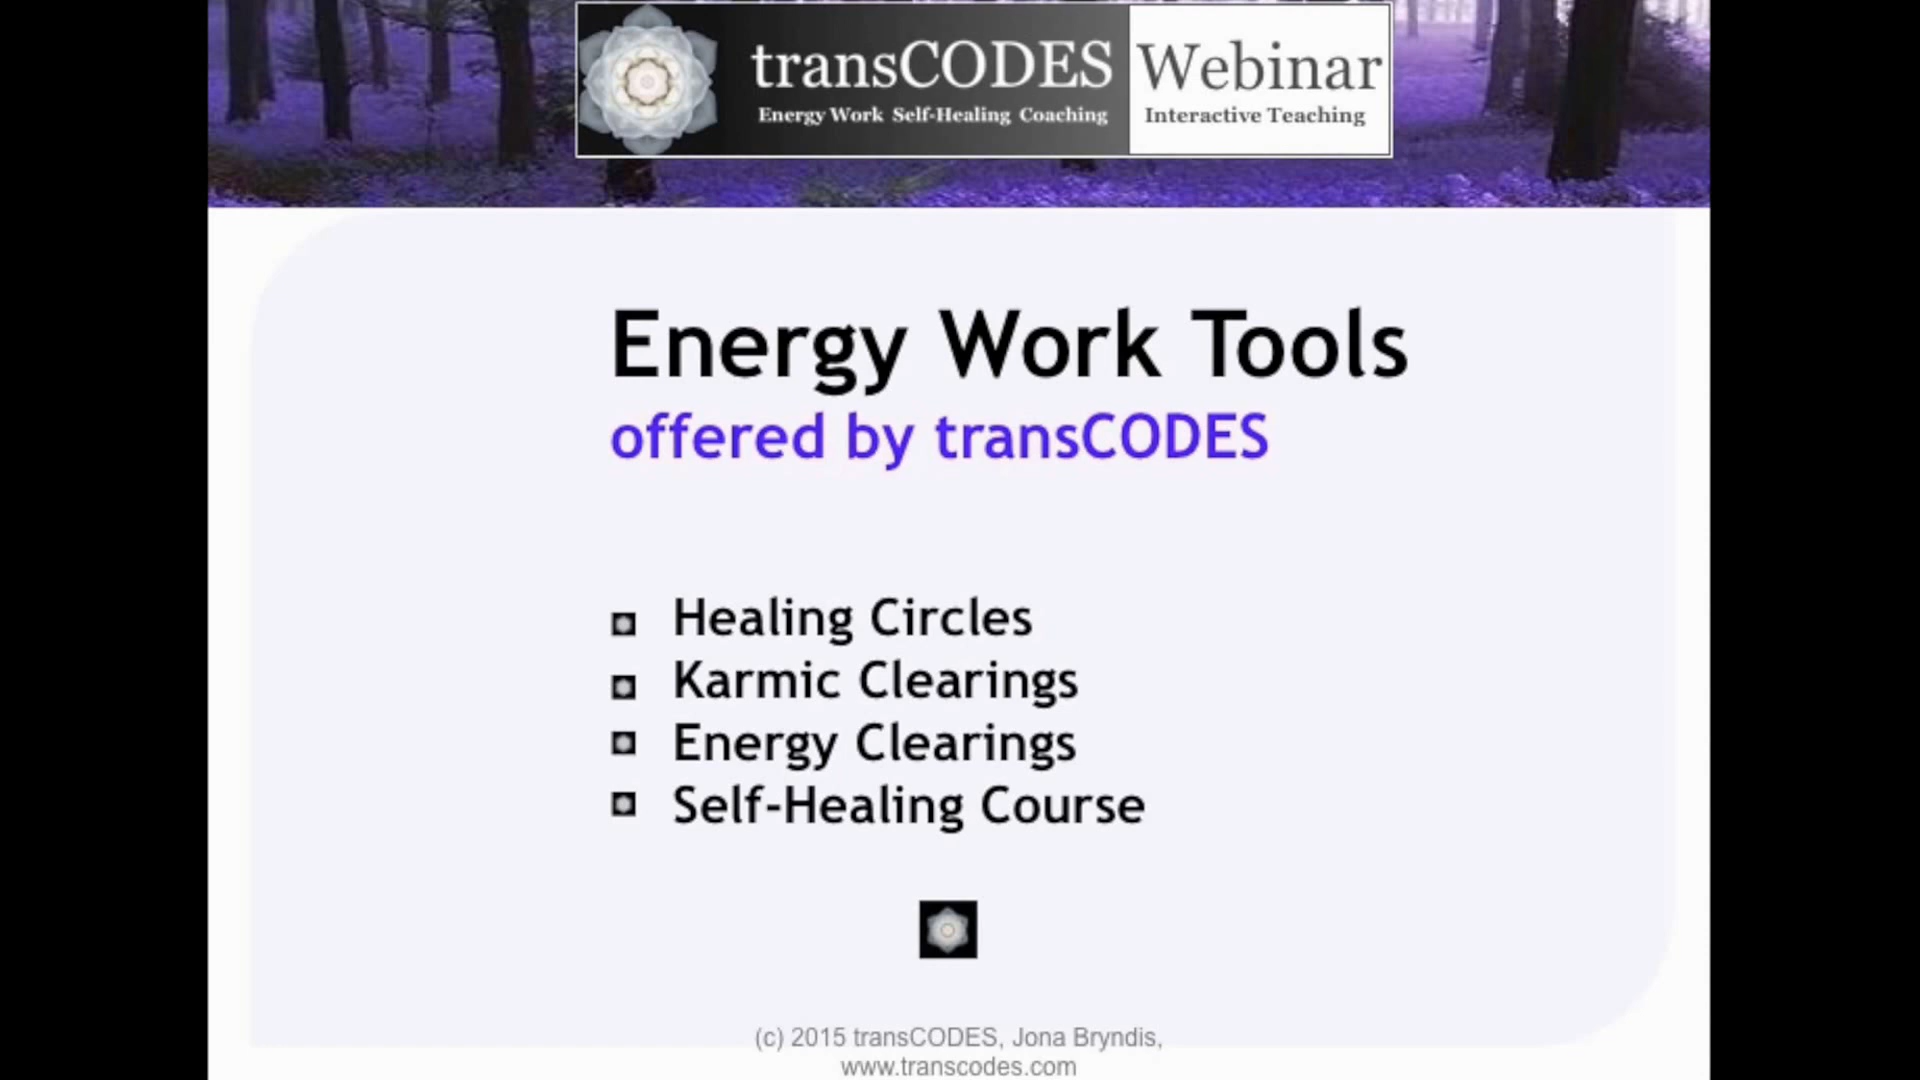 transCODES
Energy Work Self-Healing Coaching
Webinar
Interactive Teaching
Energy Work Tools
offered by transCODES
Healing Circles
Karmic Clearings
Energy Clearings
Self-Healing Course
(c) 2015 transCODES, Jona Bryndis,
www.transcodes.com